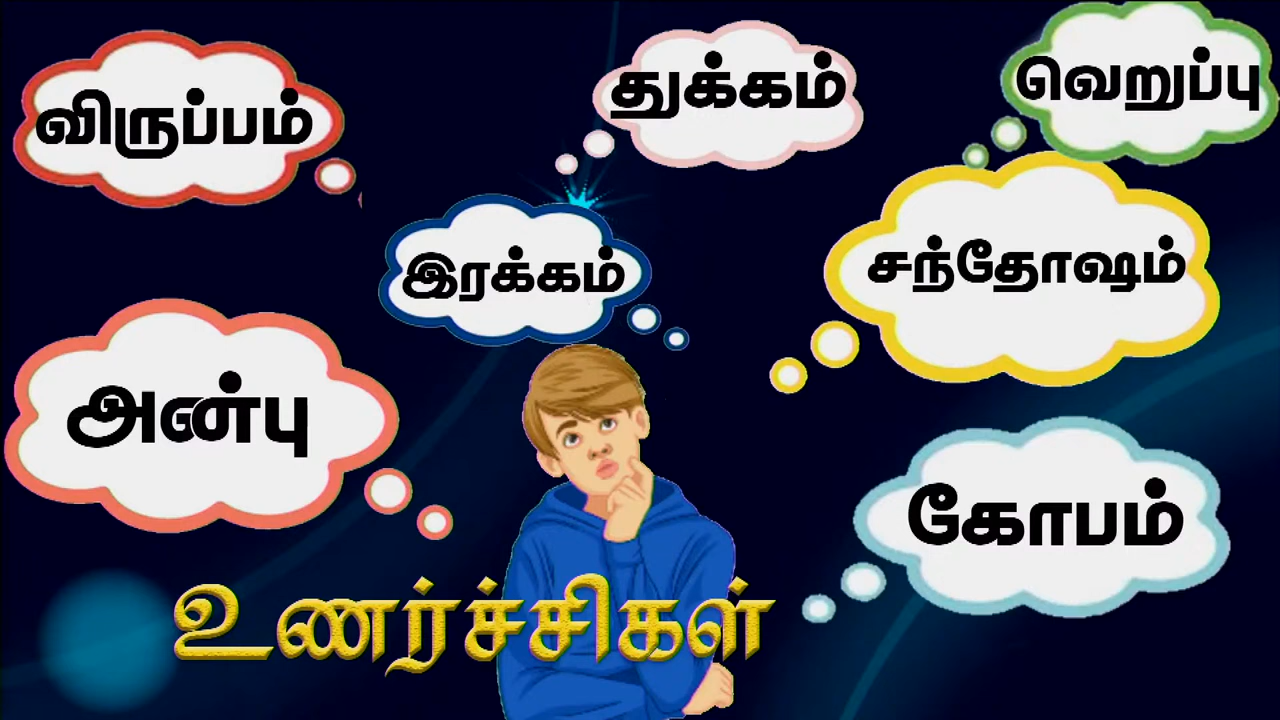 விருப்பம்
துக்கம்
வெறுப்பு
இரக்கம்
சந்தோஷம்
அன்பு
கோபம்
உணர்ச்சிகள்